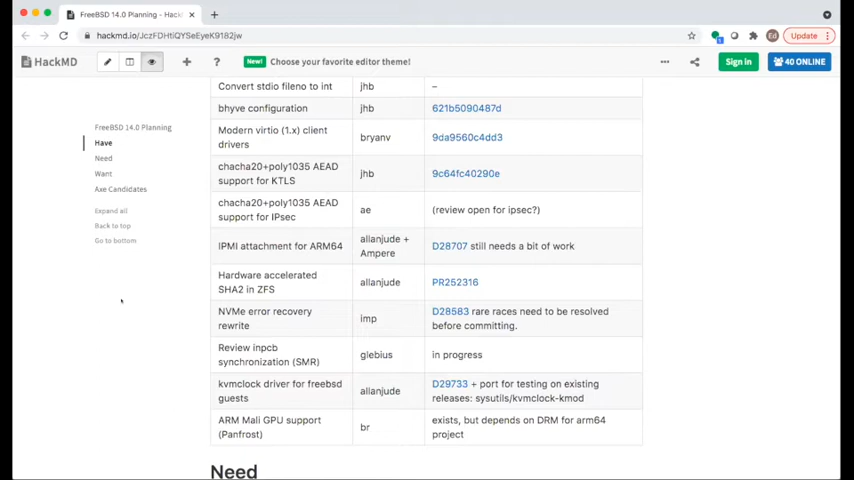 FreeBSD 14.0 Planning - Hack
hackmd.io/JczFDHtiQYSeEyeK9182jw
Ed
Update
HackMD
New! Choose your favorite editor theme!
Sign in
40 ONLINE
FreeBSD 14.0 Planning
Have
Need
Want
Axe Candidates
Expand all
Back to top
Go to bottom
Convert stdio fileno to int
jhb
–
bhyve configuration
jhb
621b5090487d
Modern virtio (1.x) client
drivers
bryanv
9da9560c4dd3
chacha20+poly1035 AEAD
support for KTLS
jhb
9c64fc40290e
chacha20+poly1035 AEAD
support for IPsec
ae
(review open for ipsec?)
IPMI attachment for ARM64
allanjude +
Ampere
D28707 still needs a bit of work
Hardware accelerated
SHA2 in ZFS
allanjude
PR252316
NVMe error recovery
rewrite
imp
D28583 rare races need to be resolved
before committing.
Review inpcb
synchronization (SMR)
glebius
in progress
kvmclock driver for freebsd
guests
allanjude
D29733 + port for testing on existing
releases: sysutils/kvmclock-kmod
ARM Mali GPU support
(Panfrost)
br
exists, but depends on DRM for arm64
project
Need